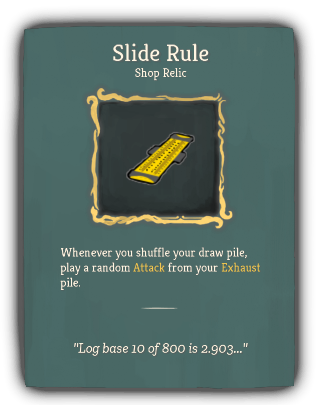 Slide Rule
Shop Relic
Whenever you shuffle your draw pile,
play a random Attack from your Exhaust
pile.
"Log base 10 of 800 is 2.903..."